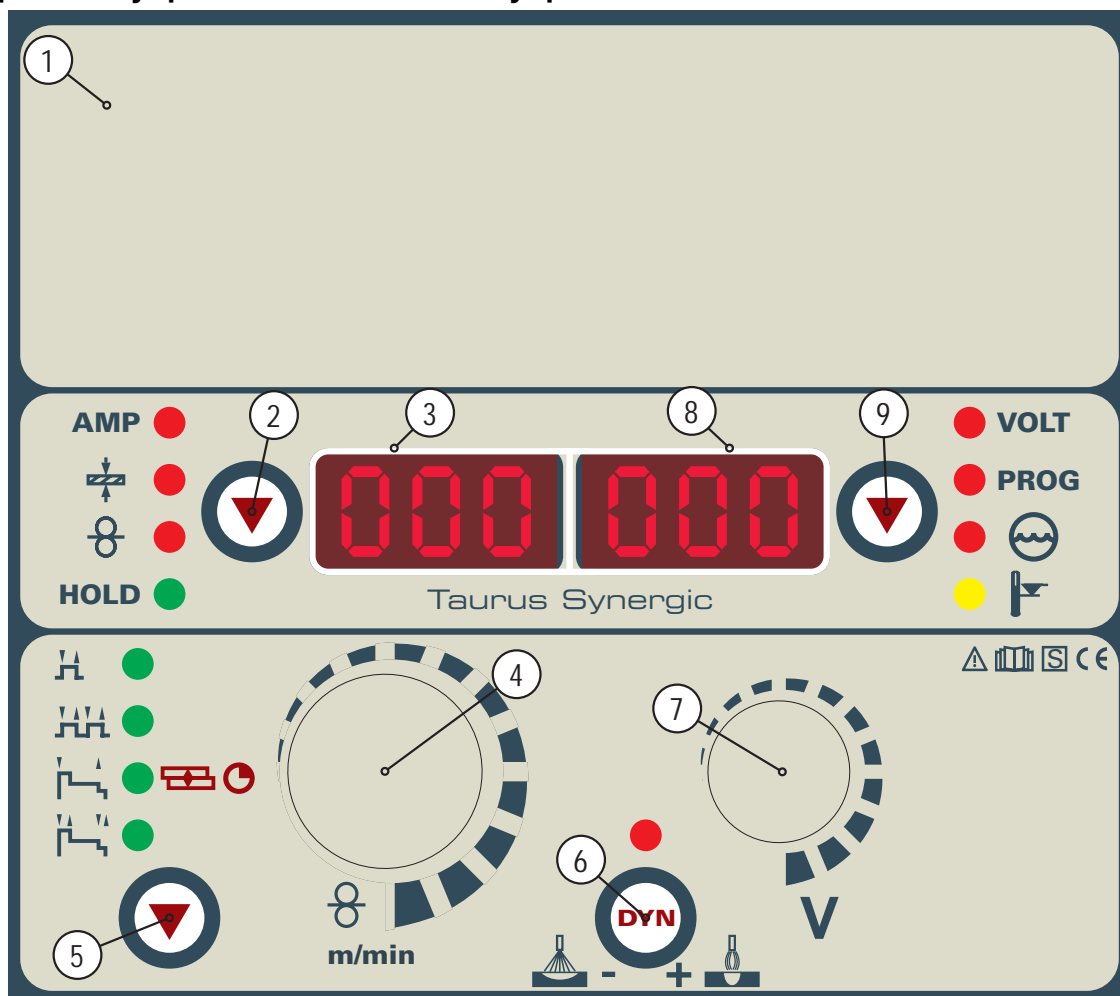 1
2
3
8
9
AMP
VOLT
PROG
HOLD
000 000
Taurus Synergic
S CE
4
7
6
DYN
5
m/min
- +
V